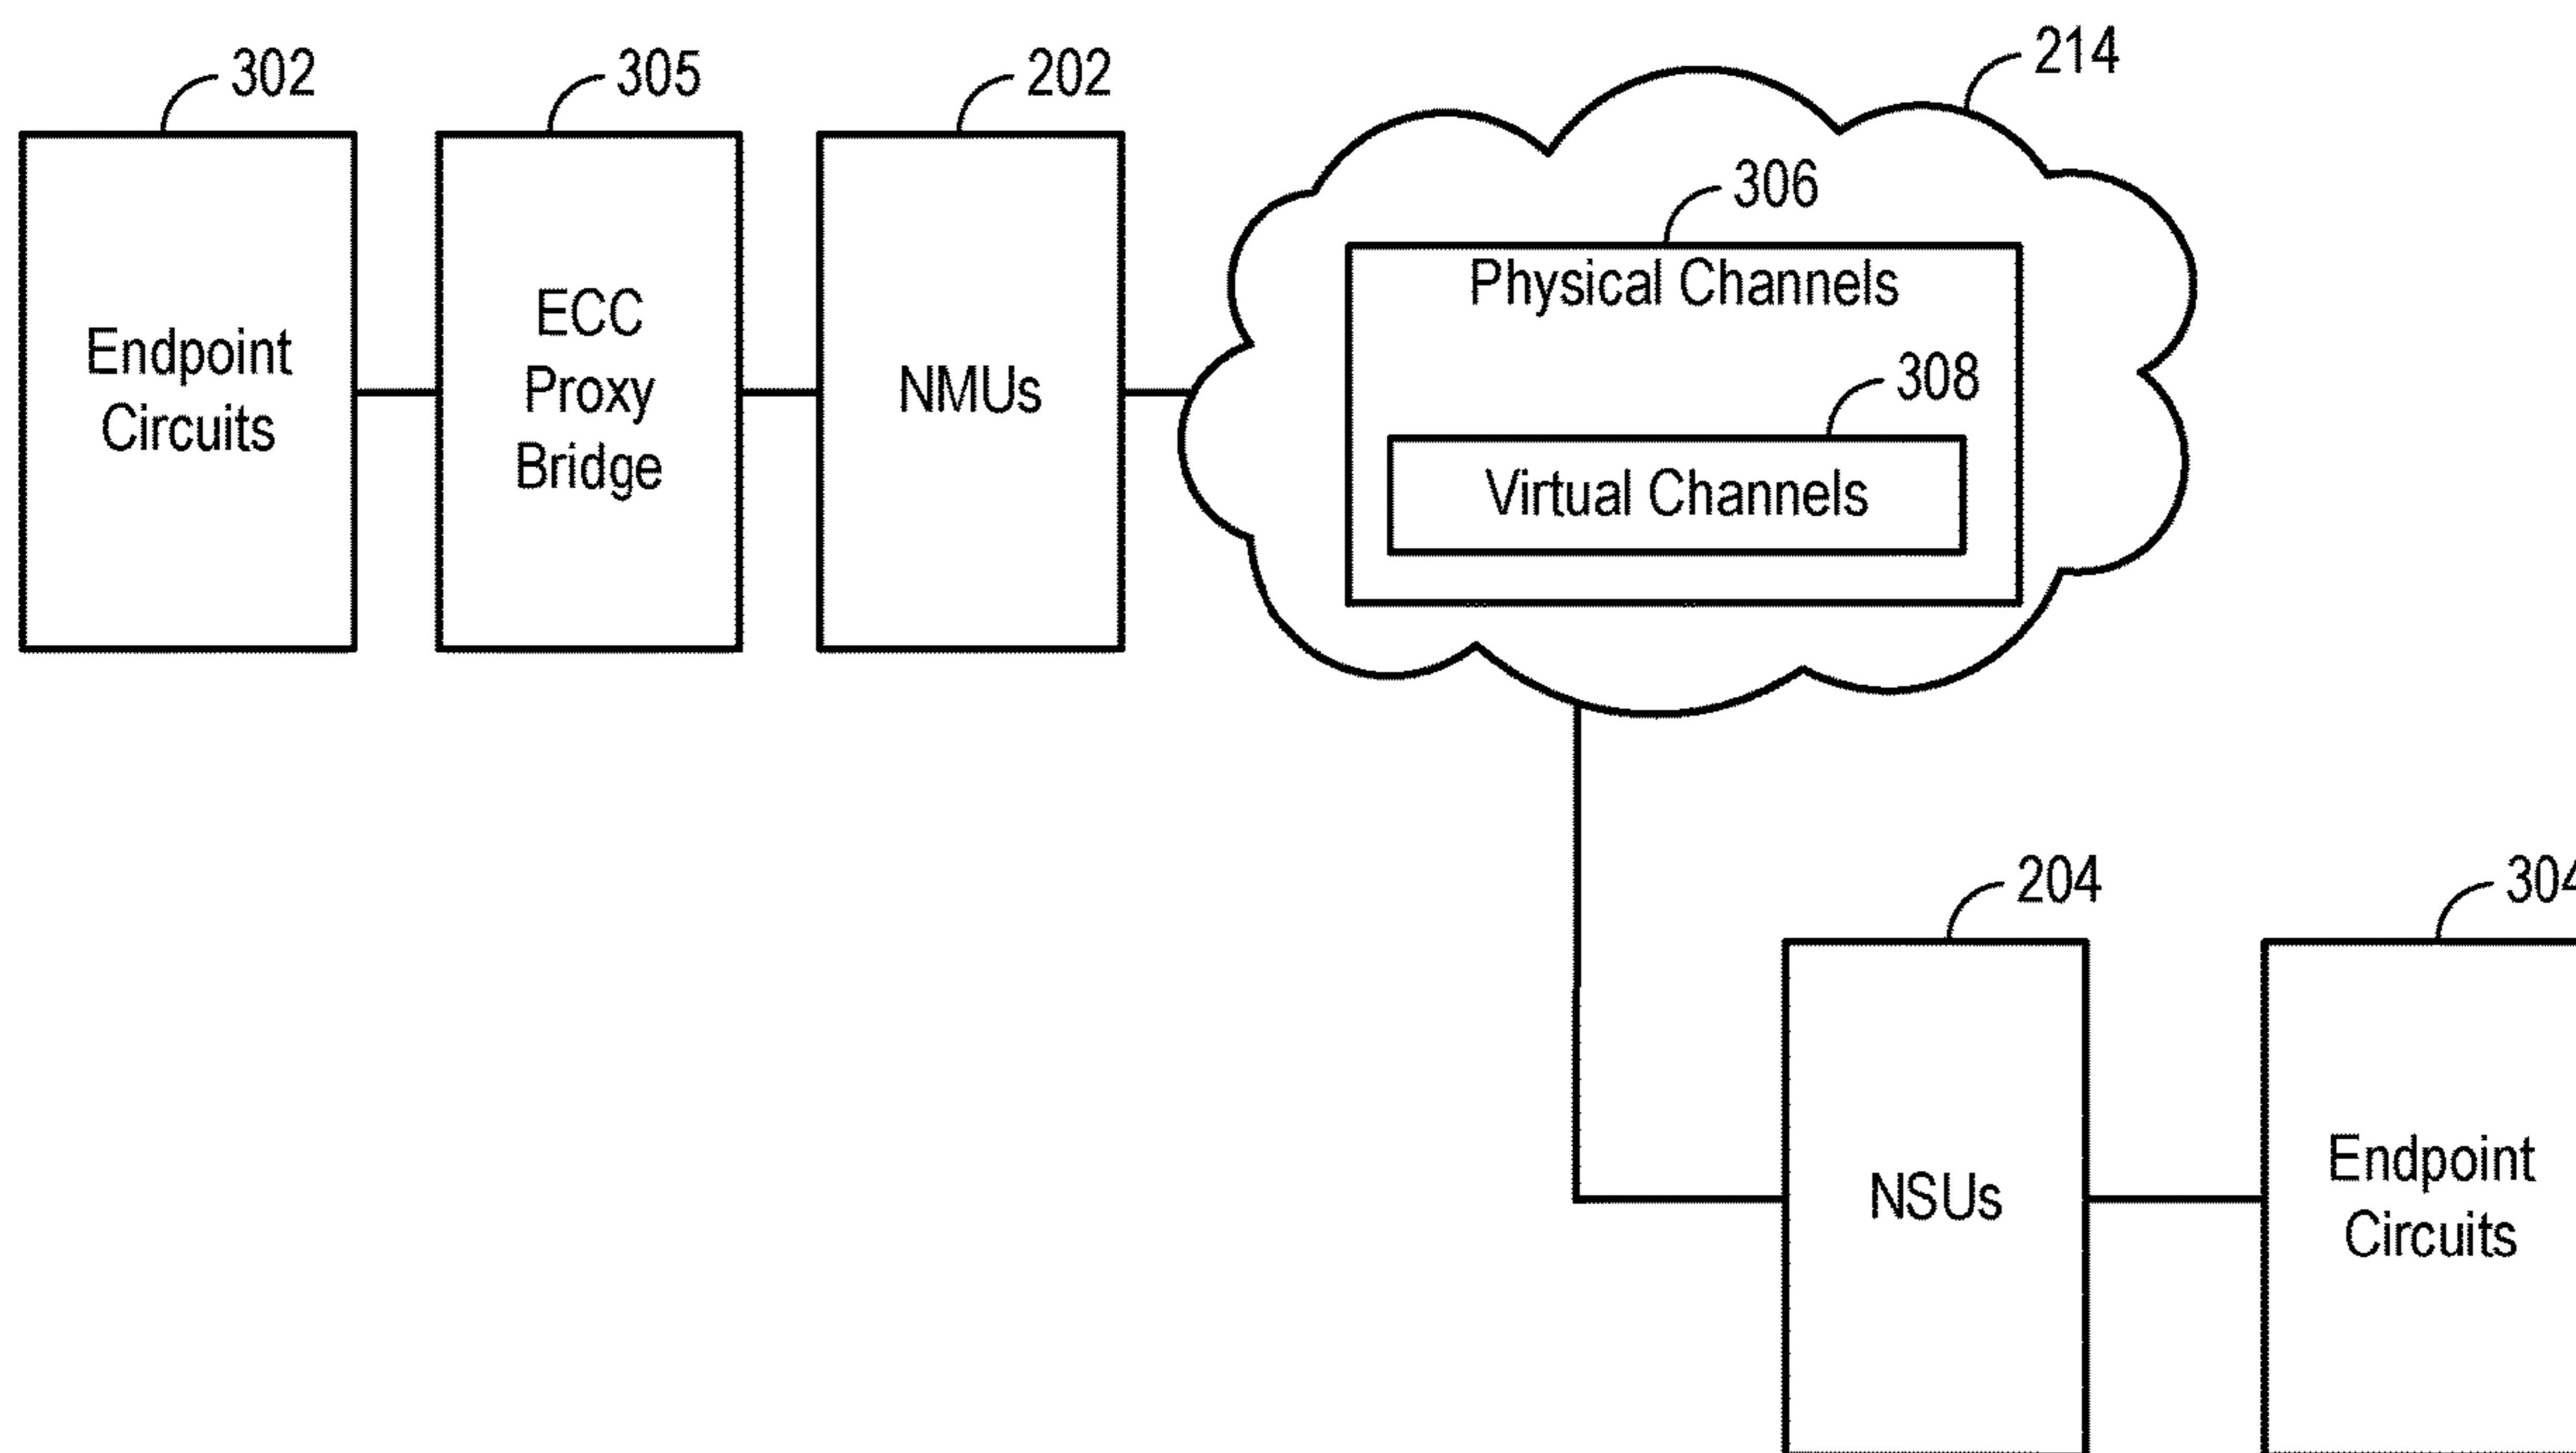 302
305
202
214
306
Physical Channels
308
Virtual Channels
Endpoint
Circuits
ECC
Proxy
Bridge
NMUs
204
304
NSUs
Endpoint
Circuits